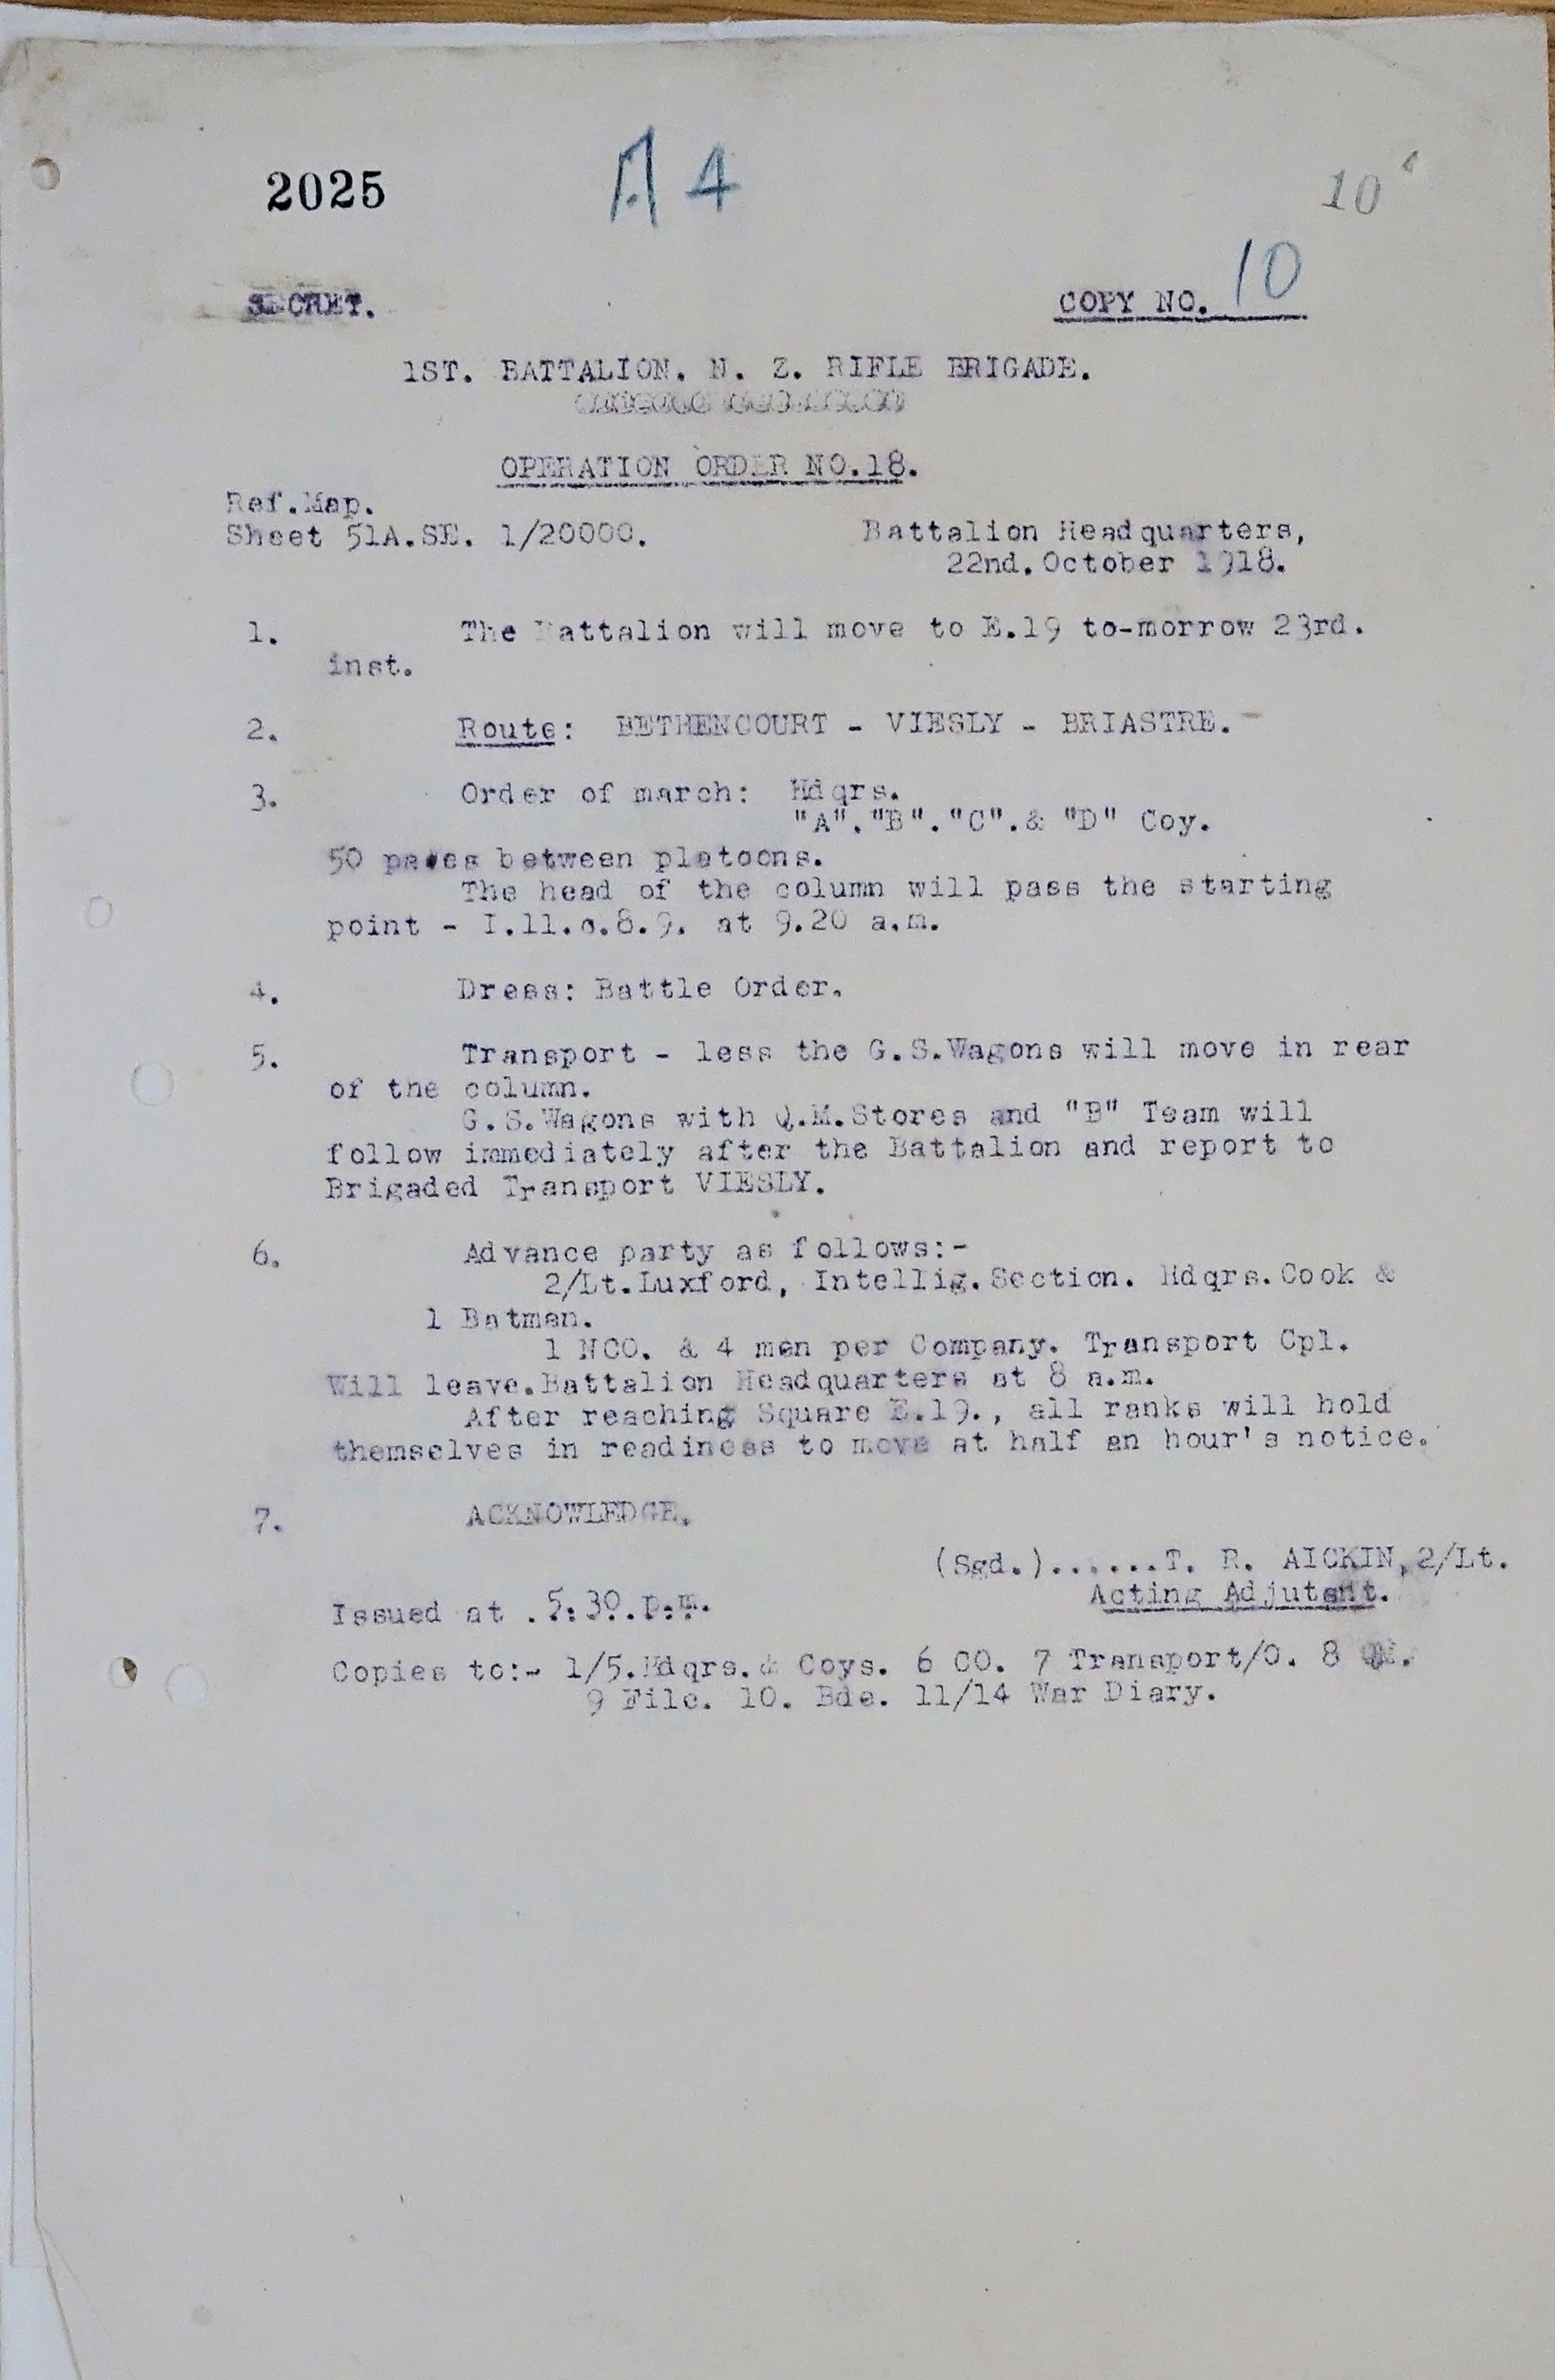 2025
A 4
10
SECRET.
COPY NO. 10
1ST. BATTALION. N. Z. RIFLE BRIGADE.
OPERATION ORDER NO.18.
Ref.Map.
Sheet 51A.SE. 1/20000.
Battalion Headquarters,
22nd.October 1918.
1. The Battalion will move to E.19 to-morrow 23rd.
inst.
2. Route: BETHENCOURT - VIESLY - BRIASTRE.
3. Order of march: Hdqrs.
"A"."B"."C".& "D" Coy.
50 paces between platoons.
The head of the column will pass the starting
point - I.11.c.8.9. at 9.20 a.m.
4. Dress: Battle Order.
5. Transport - less the G.S.Wagons will move in rear
of the column.
G.S.Wagons with Q.M.Stores and "B" Team will
follow immediately after the Battalion and report to
Brigaded Transport VIESLY.
6. Advance party as follows:-
2/Lt.Luxford, Intellig.Section. Hdqrs.Cook &
1 Batman.
1 NCO. & 4 men per Company. Transport Cpl.
Will leave.Battalion Headquarters at 8 a.m.
After reaching Square E.19., all ranks will hold
themselves in readiness to move at half an hour's notice.
7. ACKNOWLEDGE.
(Sgd.)......T. R. AICKIN,2/Lt.
Acting Adjutant.
Issued at .5:30.p.m.
Copies to:- 1/5.Hdqrs.& Coys. 6 CO. 7 Transport/O. 8 QM.
9 File. 10. Bde. 11/14 War Diary.